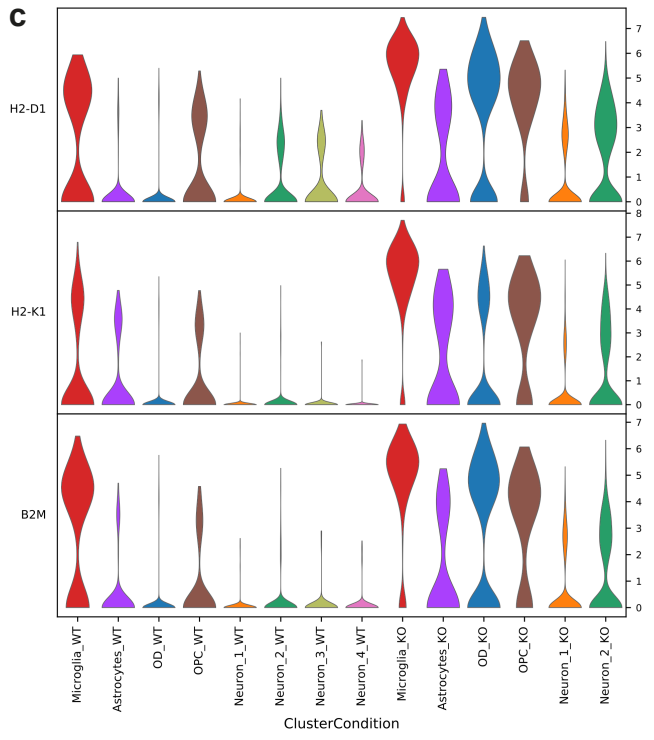 C
H2-D1
7
6
5
4
3
2
1
0
H2-K1
8
7
6
5
4
3
2
1
0
B2M
7
6
5
4
3
2
1
0
Microglia_WT
Astrocytes_WT
OD_WT
OPC_WT
Neuron_1_WT
Neuron_2_WT
Neuron_3_WT
Neuron_4_WT
Microglia_KO
Astrocytes_KO
OD_KO
OPC_KO
Neuron_1_KO
Neuron_2_KO
ClusterCondition